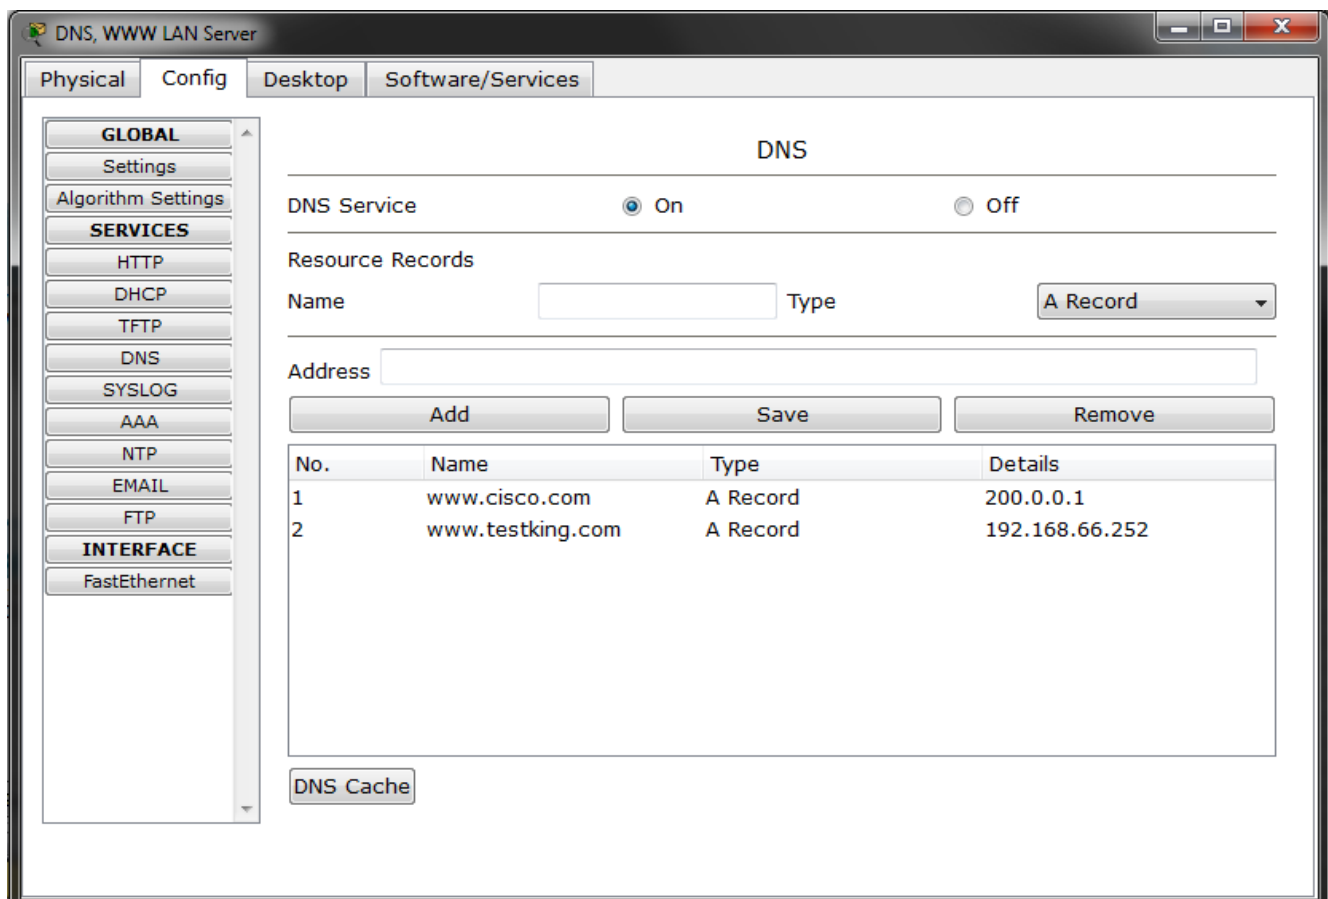 DNS, WWW LAN Server
Physical Config Desktop Software/Services
GLOBAL
Settings
Algorithm Settings
SERVICES
HTTP
DHCP
TFTP
DNS
SYSLOG
AAA
NTP
EMAIL
FTP
INTERFACE
FastEthernet
DNS
DNS Service On Off
Resource Records
Name Type A Record
Address
Add Save Remove
No. Name Type Details
1 www.cisco.com A Record 200.0.0.1
2 www.testking.com A Record 192.168.66.252
DNS Cache